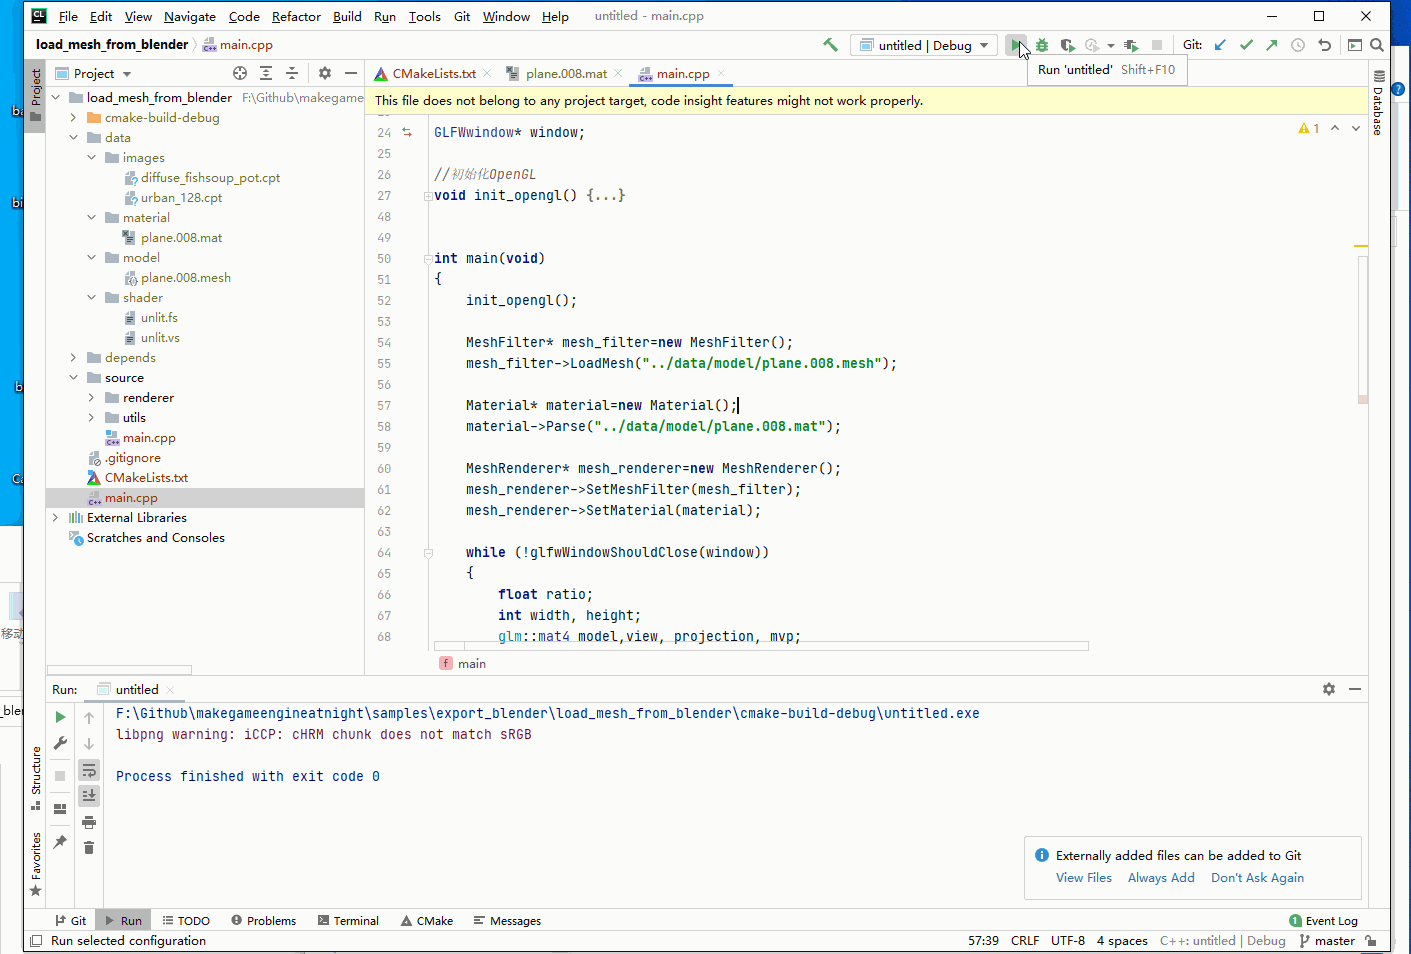 CL File Edit View Navigate Code Refactor Build Run Tools Git Window Help untitled - main.cpp
load_mesh_from_blender main.cpp untitled | Debug Git:
Run 'untitled' Shift+F10
Project
Project
CMakeLists.txt plane.008.mat main.cpp
Database
This file does not belong to any project target, code insight features might not work properly.
1
load_mesh_from_blender F:\Github\makegame
cmake-build-debug
data
images
diffuse_fishsoup_pot.cpt
urban_128.cpt
material
plane.008.mat
model
plane.008.mesh
shader
unlit.fs
unlit.vs
depends
source
renderer
utils
main.cpp
.gitignore
CMakeLists.txt
main.cpp
External Libraries
Scratches and Consoles
24 GLFWwindow* window;
25
26 //初始化OpenGL
27 void init_opengl() {...}
48
49
50 int main(void)
51 {
52 init_opengl();
53
54 MeshFilter* mesh_filter=new MeshFilter();
55 mesh_filter->LoadMesh("../data/model/plane.008.mesh");
56
57 Material* material=new Material();
58 material->Parse("../data/model/plane.008.mat");
59
60 MeshRenderer* mesh_renderer=new MeshRenderer();
61 mesh_renderer->SetMeshFilter(mesh_filter);
62 mesh_renderer->SetMaterial(material);
63
64 while (!glfwWindowShouldClose(window))
65 {
66 float ratio;
67 int width, height;
68 glm::mat4 model,view, projection, mvp;
f main
移动
_bler
Run: untitled
F:\Github\makegameengineatnight\samples\export_blender\load_mesh_from_blender\cmake-build-debug\untitled.exe
libpng warning: iCCP: cHRM chunk does not match sRGB
Process finished with exit code 0
Structure
Favorites
Externally added files can be added to Git
View Files Always Add Don't Ask Again
Git Run TODO Problems Terminal CMake Messages 1 Event Log
Run selected configuration 57:39 CRLF UTF-8 4 spaces C++: untitled | Debug master